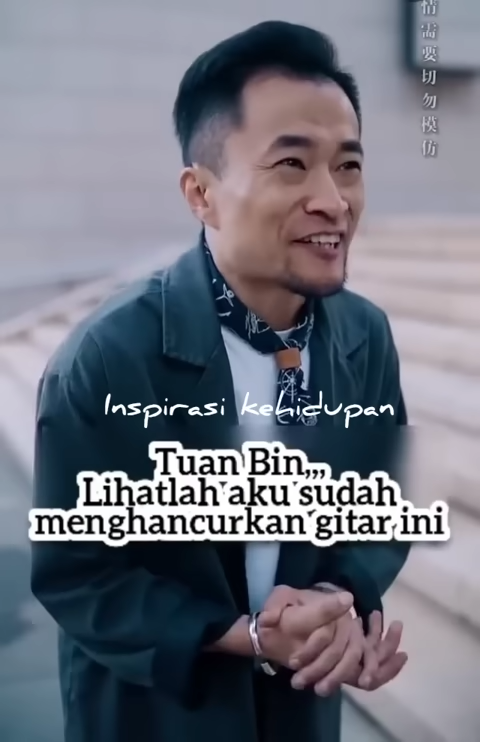 情需要切勿模仿
Inspirasi kehidupan
Tuan Bin,,,
Lihatlah aku sudah
menghancurkan gitar ini